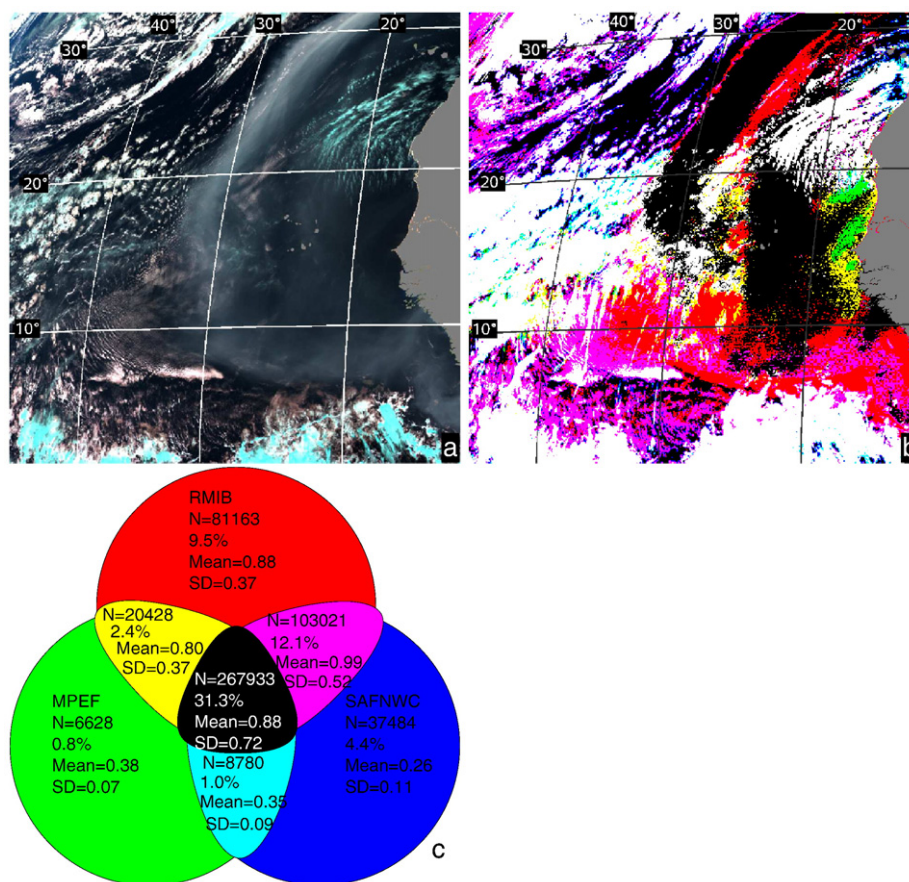 40°
30°
30°
20°
30°
20°
10°
20°
a
40°
30°
30°
20°
30°
20°
10°
20°
b
RMIB
N=81163
9.5%
Mean=0.88
SD=0.37
N=20428
2.4%
Mean=0.80
SD=0.37
N=103021
12.1%
Mean=0.99
SD=0.52
N=267933
31.3%
Mean=0.88
SD=0.72
MPEF
N=6628
0.8%
Mean=0.38
SD=0.07
SAFNWC
N=37484
4.4%
Mean=0.26
SD=0.11
N=8780
1.0%
Mean=0.35
SD=0.09
c